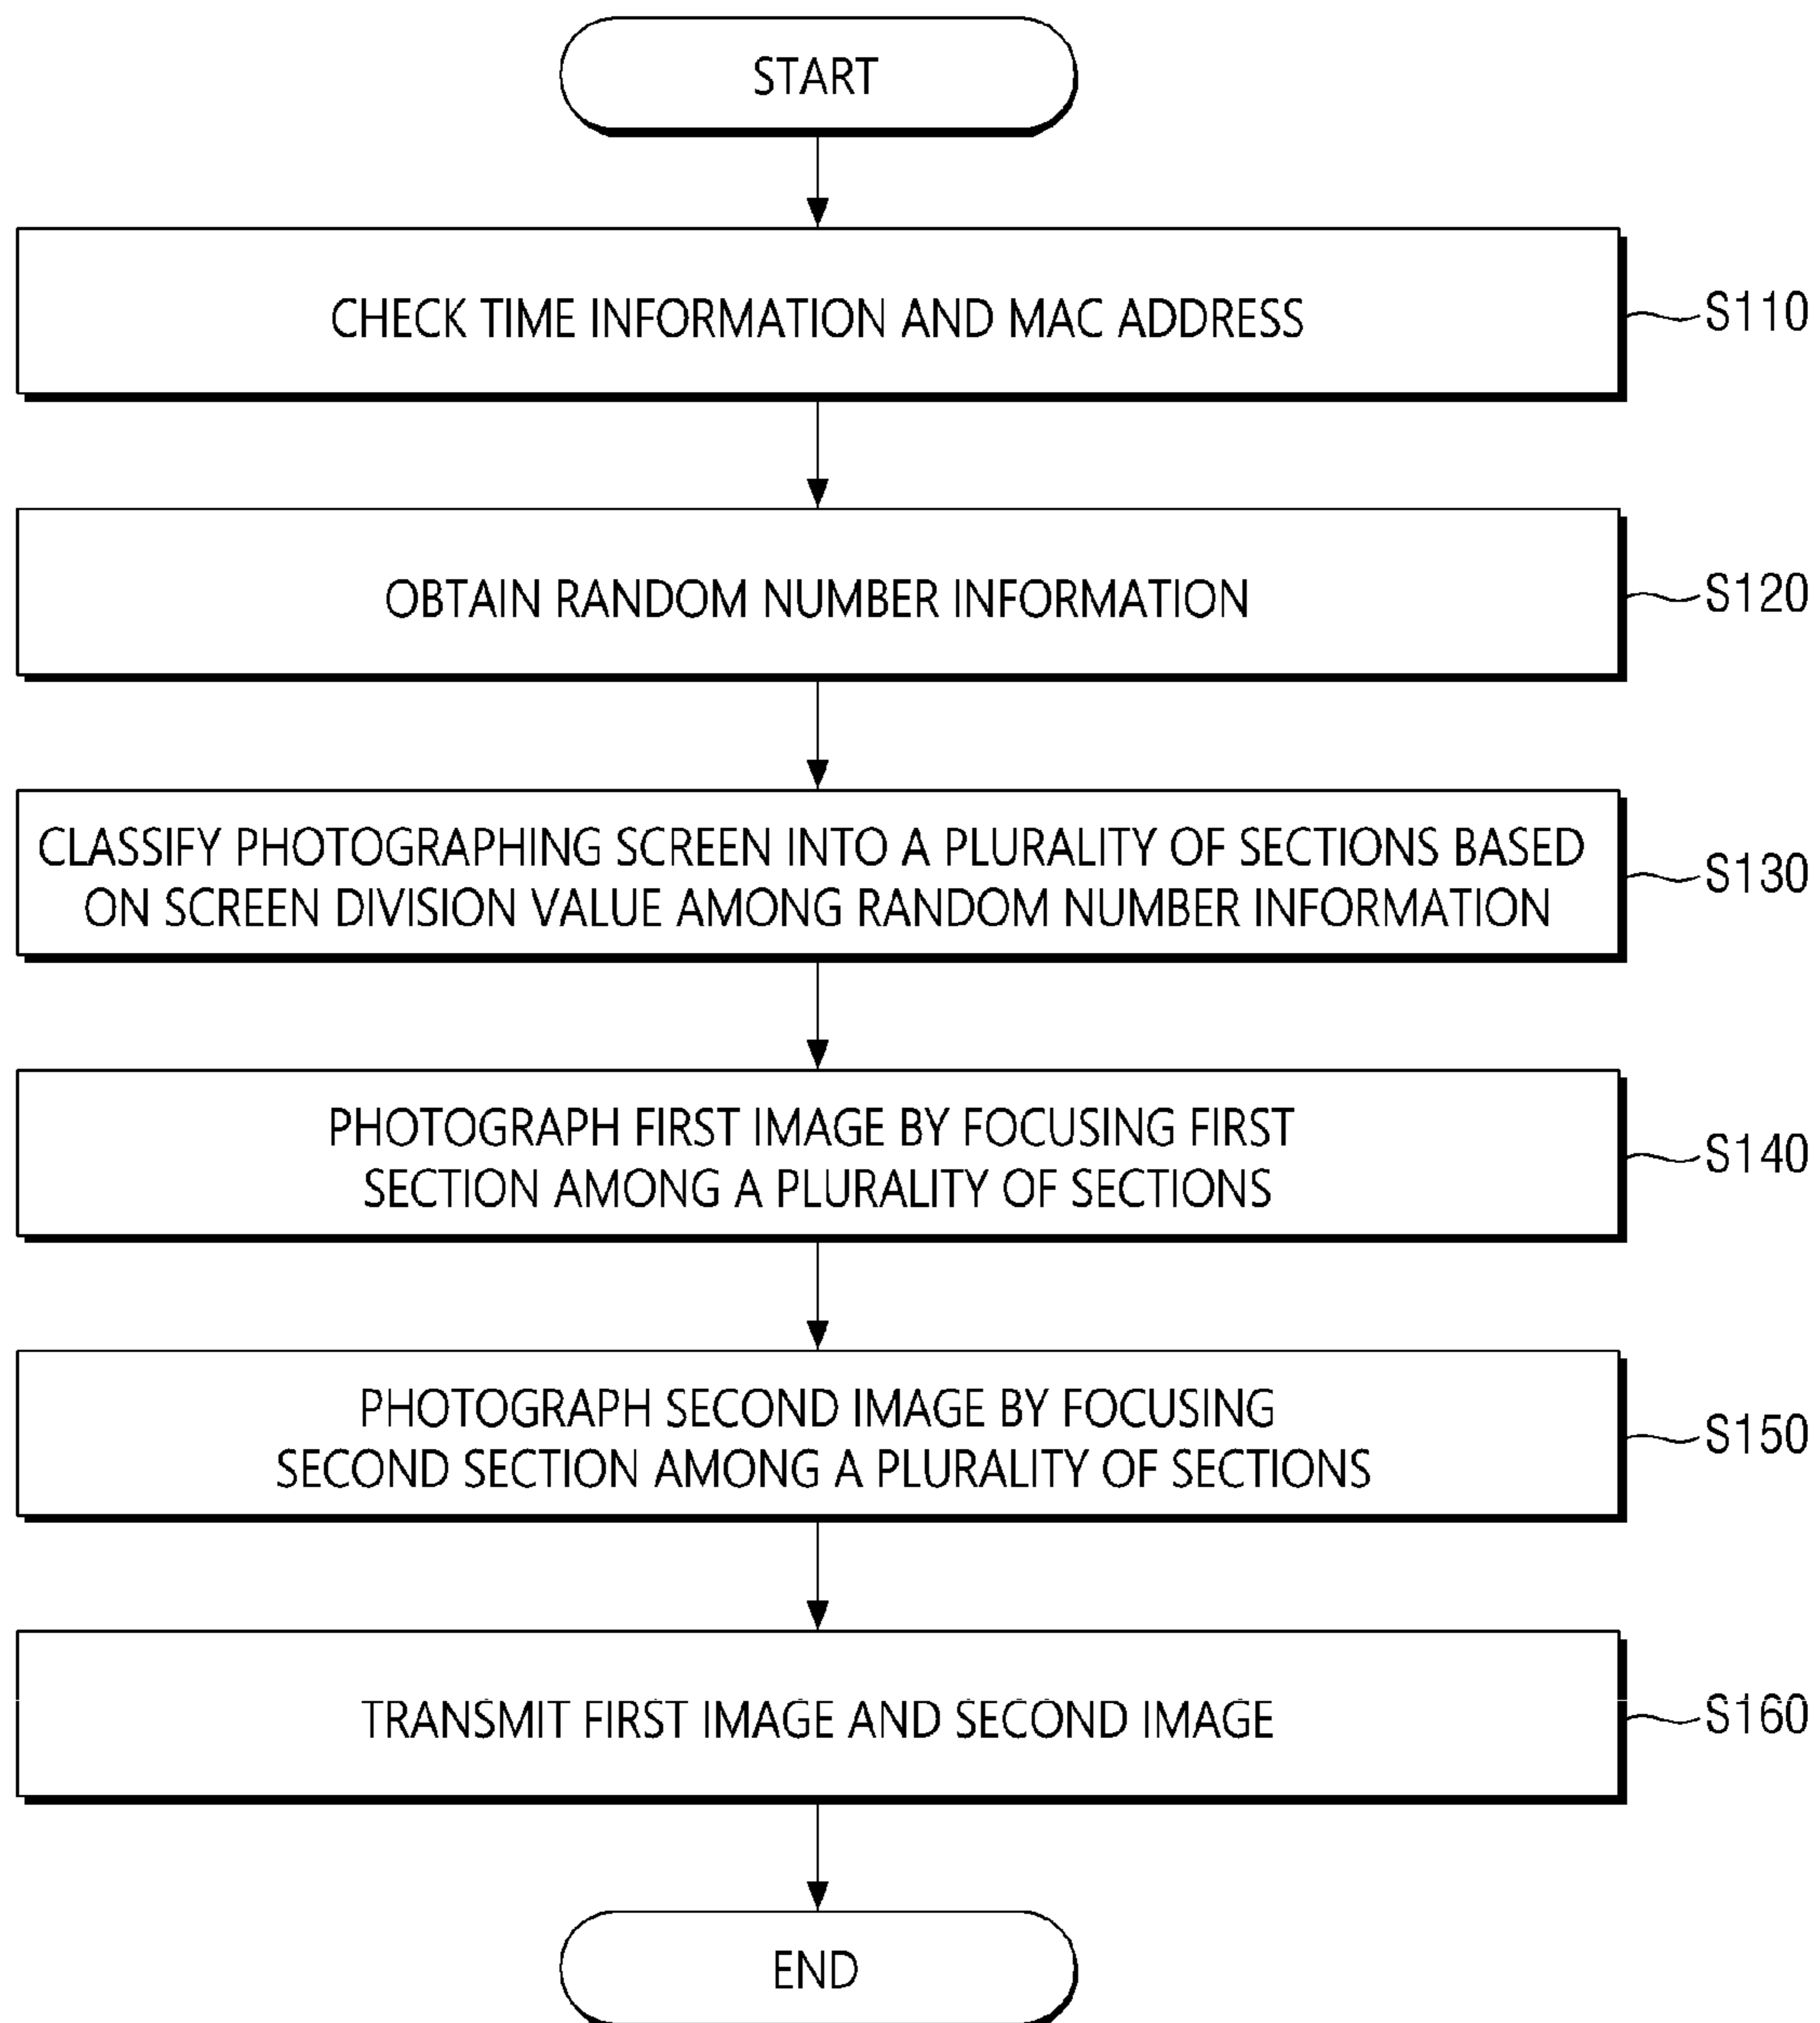 START
CHECK TIME INFORMATION AND MAC ADDRESS
S110
OBTAIN RANDOM NUMBER INFORMATION
S120
CLASSIFY PHOTOGRAPHING SCREEN INTO A PLURALITY OF SECTIONS BASED
ON SCREEN DIVISION VALUE AMONG RANDOM NUMBER INFORMATION
S130
PHOTOGRAPH FIRST IMAGE BY FOCUSING FIRST
SECTION AMONG A PLURALITY OF SECTIONS
S140
PHOTOGRAPH SECOND IMAGE BY FOCUSING
SECOND SECTION AMONG A PLURALITY OF SECTIONS
S150
TRANSMIT FIRST IMAGE AND SECOND IMAGE
S160
END